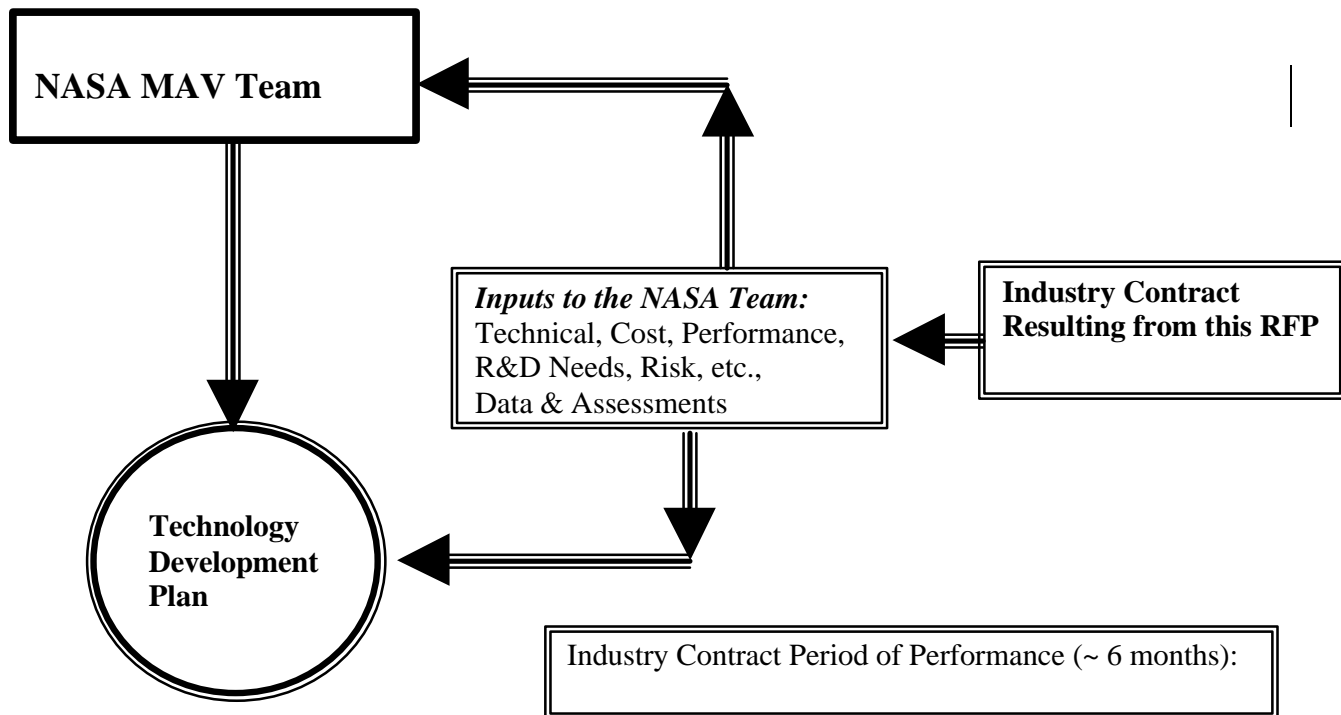 NASA MAV Team
Inputs to the NASA Team:
Technical, Cost, Performance,
R&D Needs, Risk, etc.,
Data & Assessments
Industry Contract
Resulting from this RFP
Technology
Development
Plan
Industry Contract Period of Performance (~ 6 months):